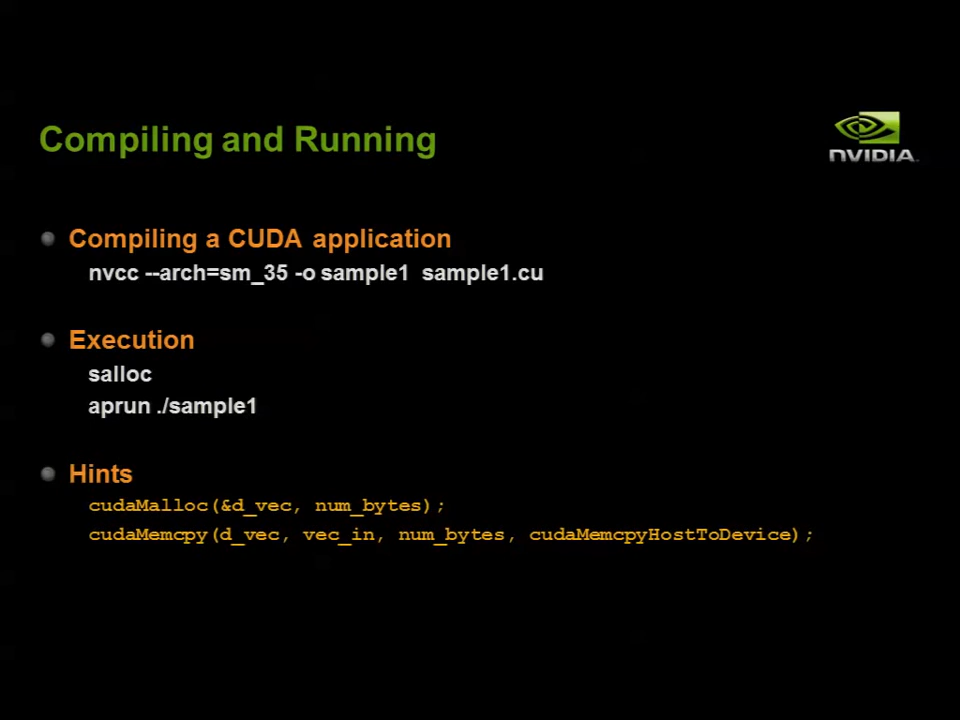 Compiling and Running
NVIDIA
Compiling a CUDA application
nvcc --arch=sm_35 -o sample1 sample1.cu
Execution
salloc
aprun ./sample1
Hints
cudaMalloc(&d_vec, num_bytes);
cudaMemcpy(d_vec, vec_in, num_bytes, cudaMemcpyHostToDevice);